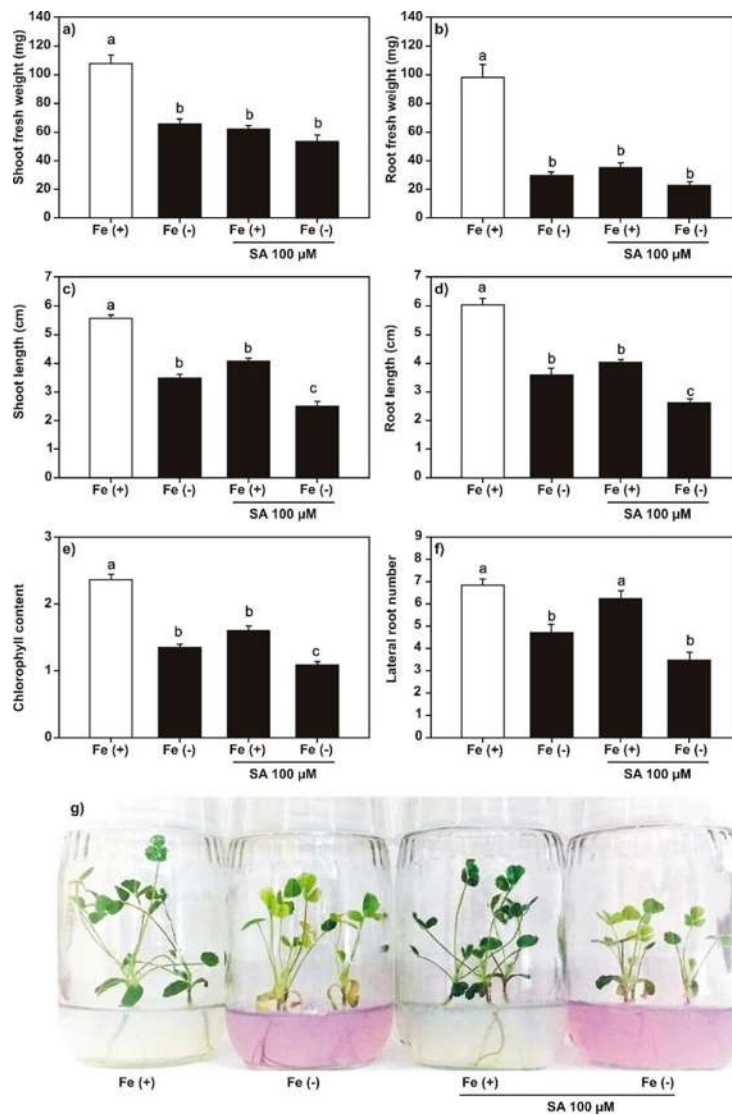 a)
Shoot fresh weight (mg)
140
120
100
80
60
40
20
0
a
b
b
b
Fe (+)
Fe (-)
Fe (+)
Fe (-)
SA 100 µM
b)
Root fresh weight (mg)
140
120
100
80
60
40
20
0
a
b
b
b
Fe (+)
Fe (-)
Fe (+)
Fe (-)
SA 100 µM
c)
Shoot length (cm)
7
6
5
4
3
2
1
0
a
b
b
c
Fe (+)
Fe (-)
Fe (+)
Fe (-)
SA 100 µM
d)
Root length (cm)
7
6
5
4
3
2
1
0
a
b
b
c
Fe (+)
Fe (-)
Fe (+)
Fe (-)
SA 100 µM
e)
Chlorophyll content
3
2
1
0
a
b
b
c
Fe (+)
Fe (-)
Fe (+)
Fe (-)
SA 100 µM
f)
Lateral root number
9
8
7
6
5
4
3
2
1
0
a
b
a
b
Fe (+)
Fe (-)
Fe (+)
Fe (-)
SA 100 µM
g)
Fe (+)
Fe (-)
Fe (+)
Fe (-)
SA 100 µM